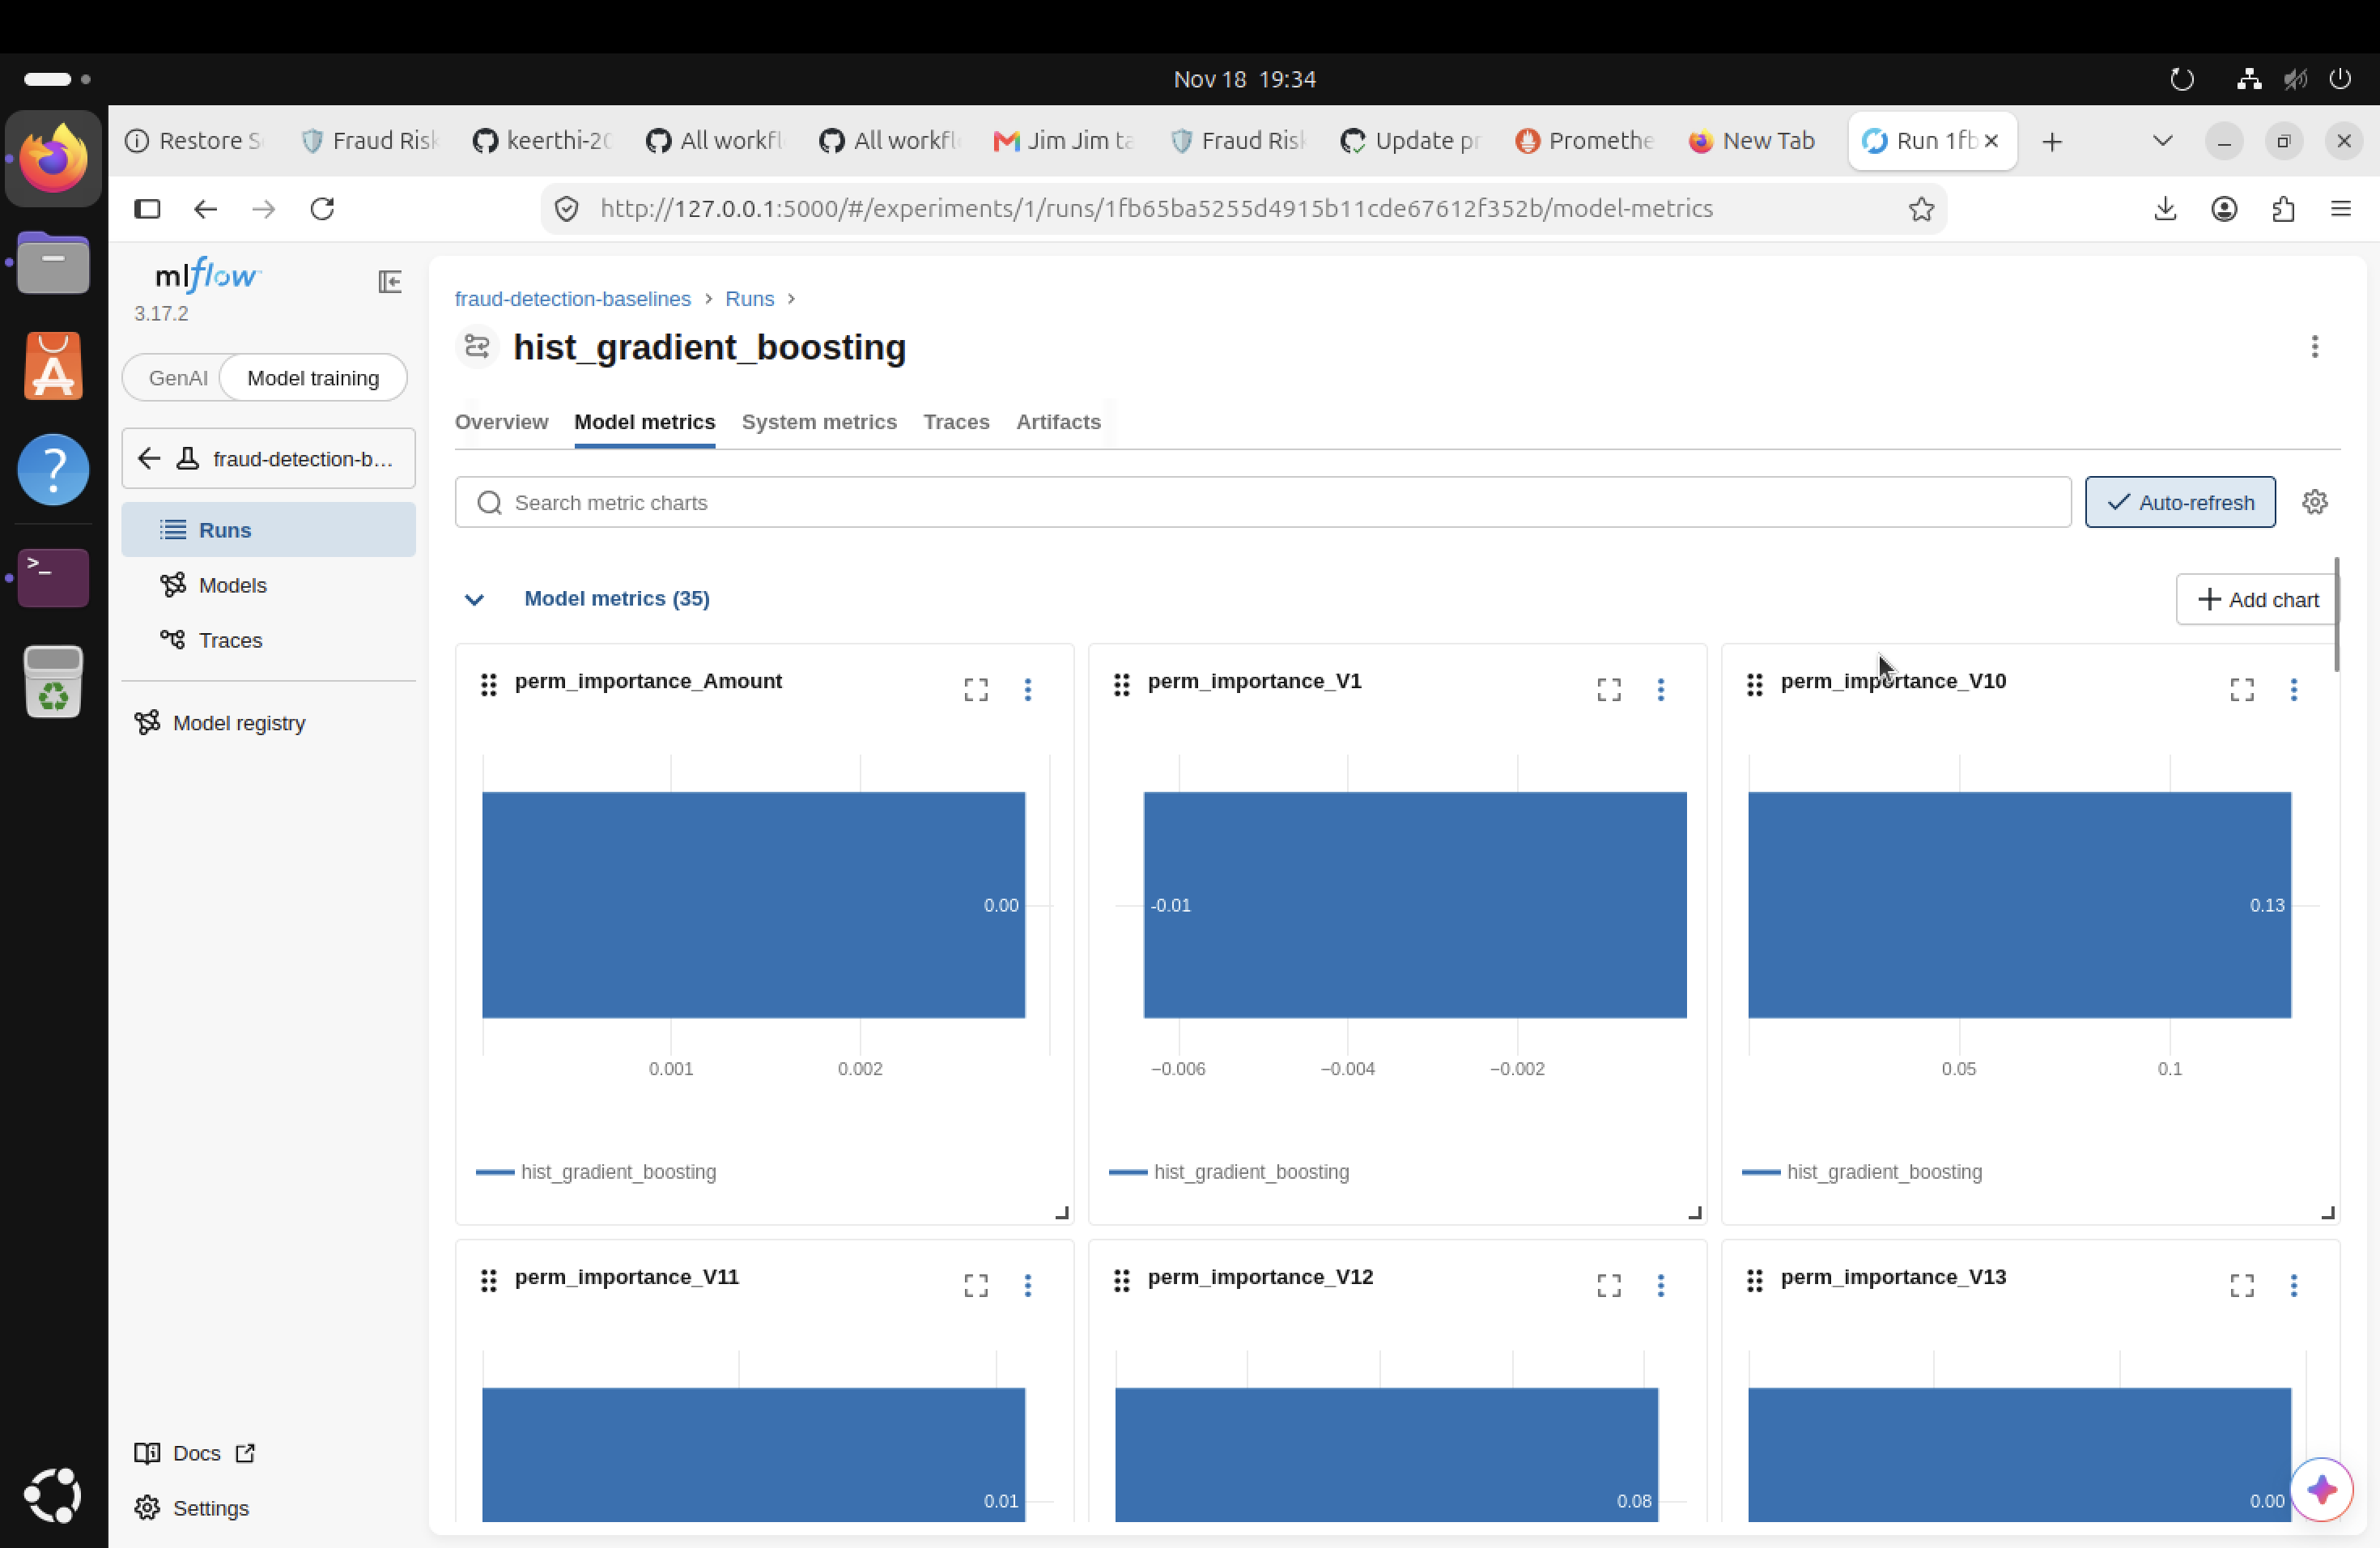 Nov 18 19:34
Restore S
Fraud Risk
keerthi-20
All workfl
All workfl
Jim Jim ta
Fraud Risk
Update pr
Promethe
New Tab
Run 1fb
http://127.0.0.1:5000/#/experiments/1/runs/1fb65ba5255d4915b11cde67612f352b/model-metrics
mlflow
3.17.2
GenAI
Model training
fraud-detection-b...
Runs
Models
Traces
Model registry
Docs
Settings
fraud-detection-baselines > Runs >
hist_gradient_boosting
Overview
Model metrics
System metrics
Traces
Artifacts
Search metric charts
Auto-refresh
Model metrics (35)
Add chart
perm_importance_Amount
0.00
0.001 0.002
hist_gradient_boosting
perm_importance_V1
-0.01
−0.006 −0.004 −0.002
hist_gradient_boosting
perm_importance_V10
0.13
0.05 0.1
hist_gradient_boosting
perm_importance_V11
0.01
perm_importance_V12
0.08
perm_importance_V13
0.00